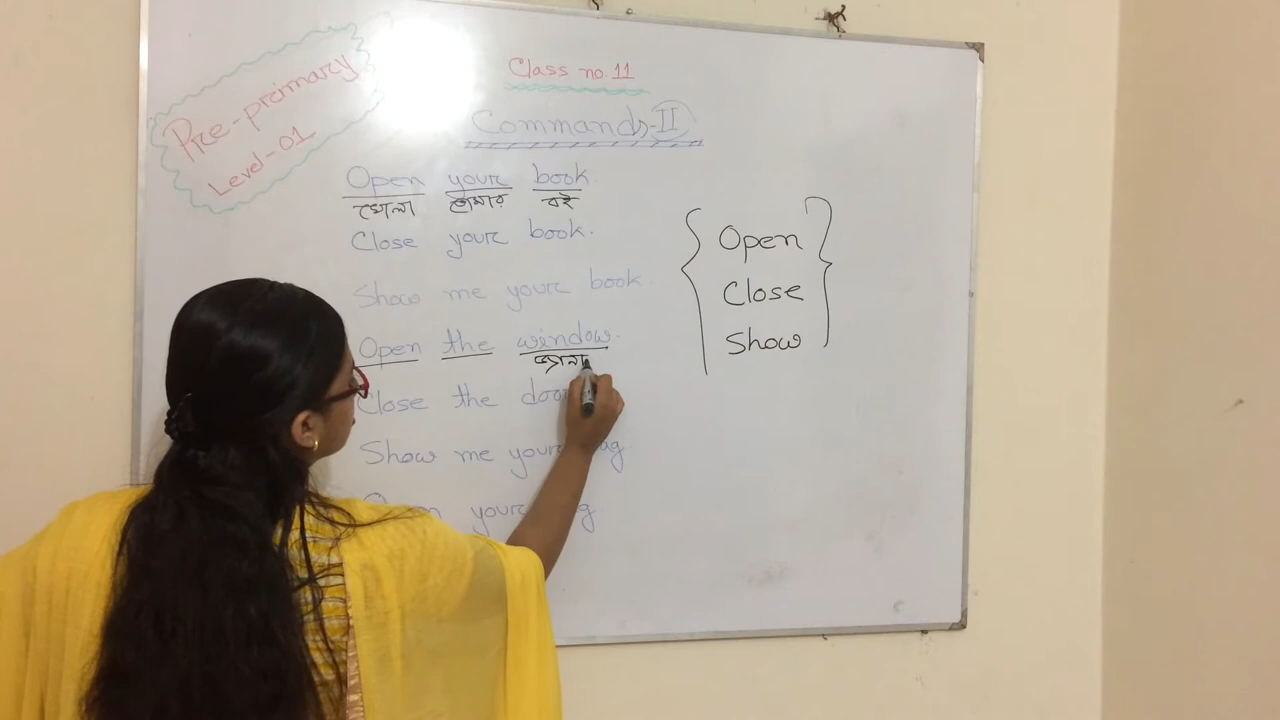 Pre-primary
Level-01
Class no. 11
Commands-II
Open your book.
খোলা তোমার বই
Close your book.
Show me your book.
Open the window.
জানা
Close the
Show me your
your
Open
Close
Show